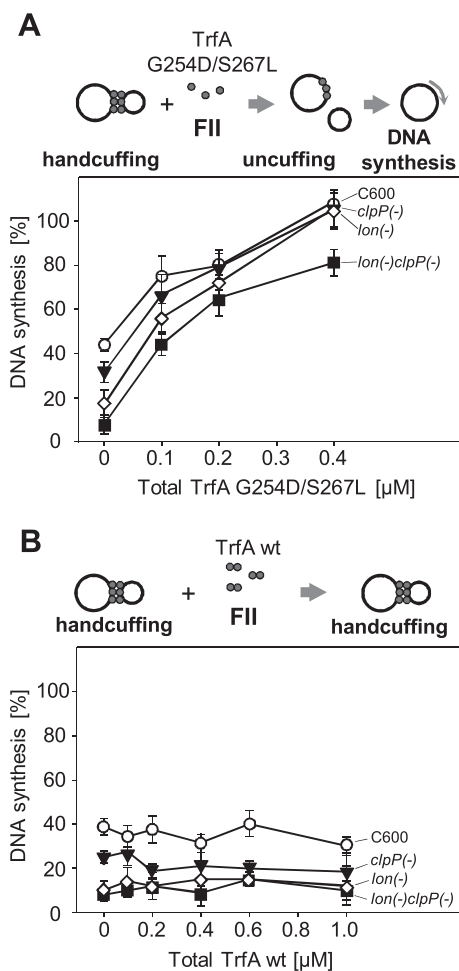 A
TrfA
G254D/S267L
+
FII
handcuffing
uncuffing
DNA
synthesis
DNA synthesis [%]
100
80
60
40
20
0
C600
clpP(-)
lon(-)
lon(-)clpP(-)
0 0.1 0.2 0.3 0.4
Total TrfA G254D/S267L [µM]
B
TrfA wt
+
FII
handcuffing
handcuffing
DNA synthesis [%]
100
80
60
40
20
0
C600
clpP(-)
lon(-)
lon(-)clpP(-)
0 0.2 0.4 0.6 0.8 1.0
Total TrfA wt [µM]